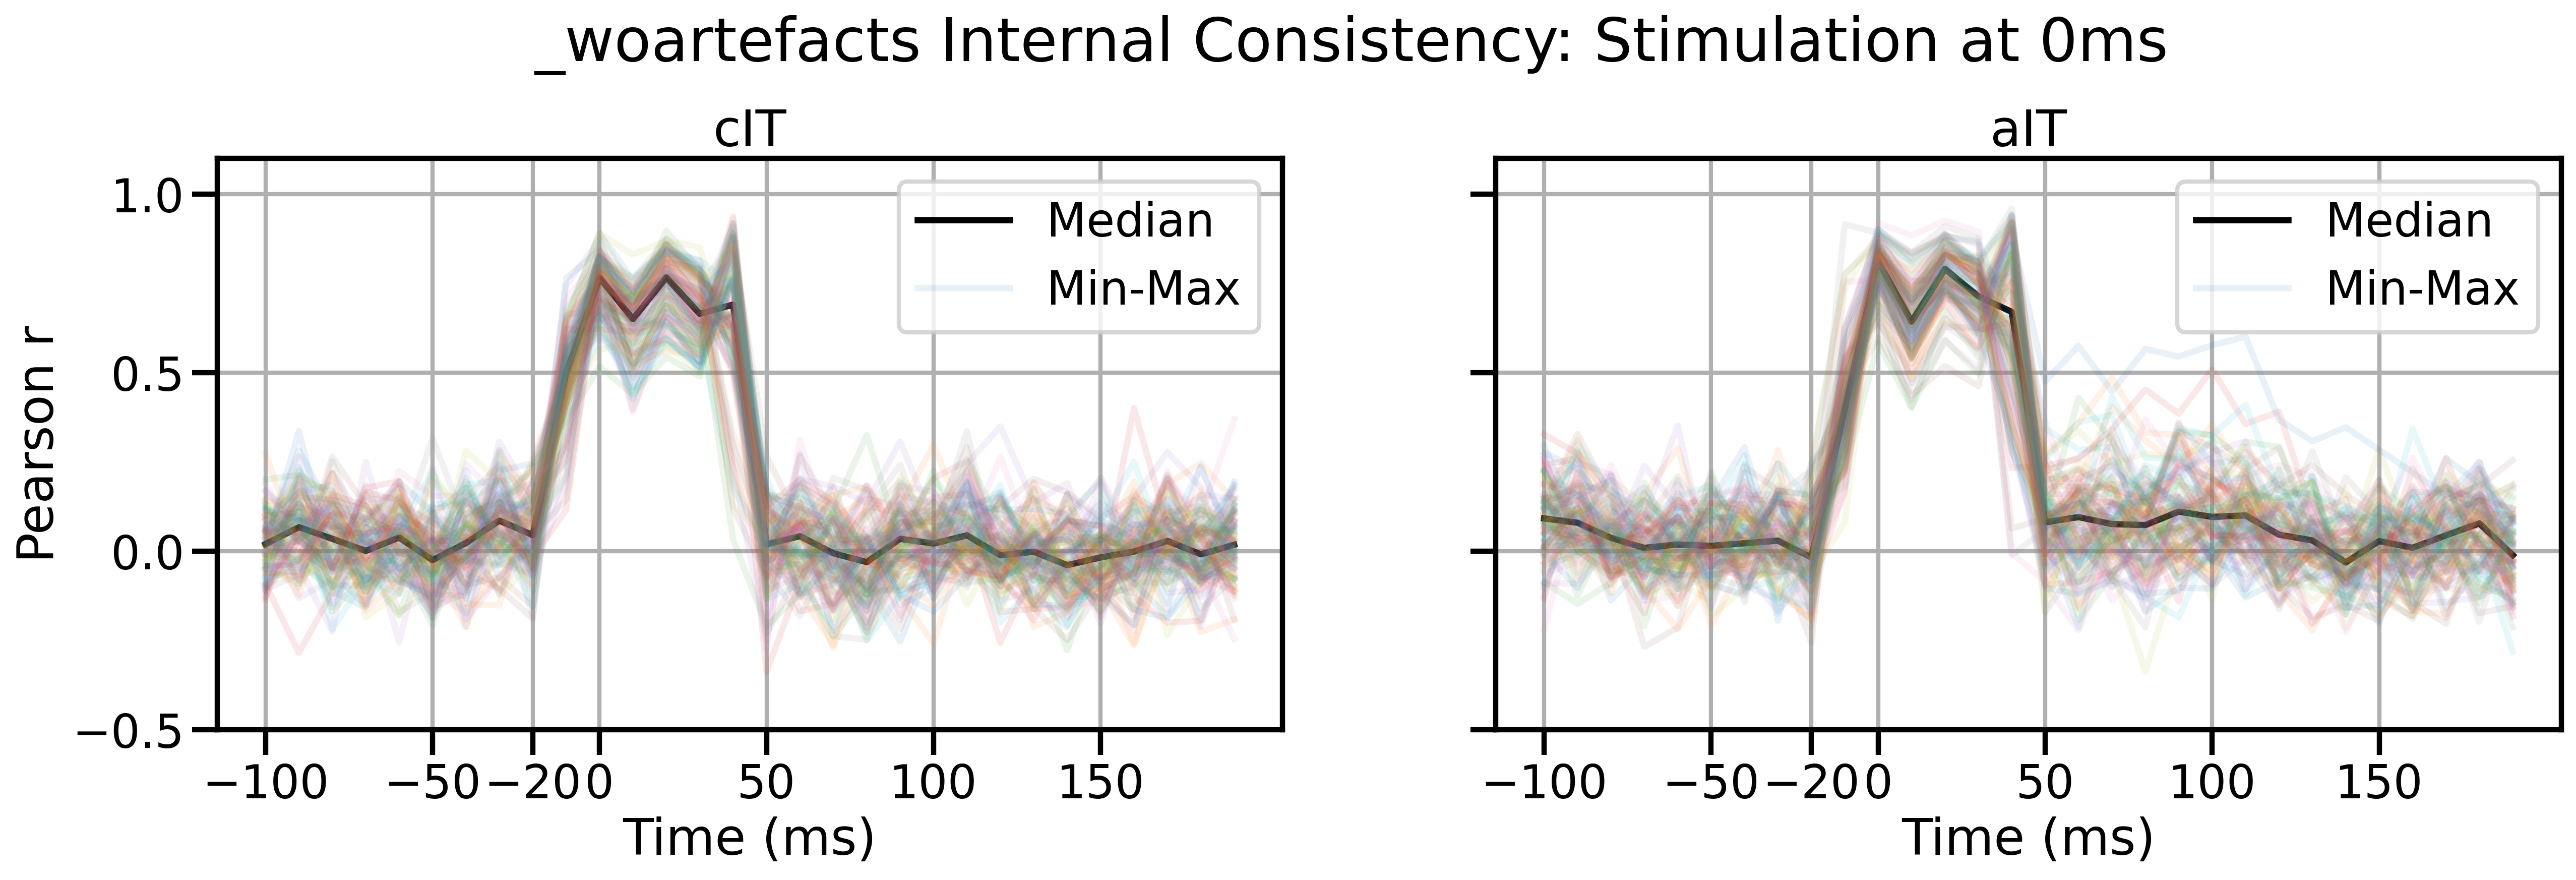 _woartefacts Internal Consistency: Stimulation at 0ms
cIT
aIT
Median
Min-Max
Median
Min-Max
Pearson r
1.0
0.5
0.0
−0.5
−100 −50 −20 0 50 100 150
−100 −50 −20 0 50 100 150
Time (ms)
Time (ms)